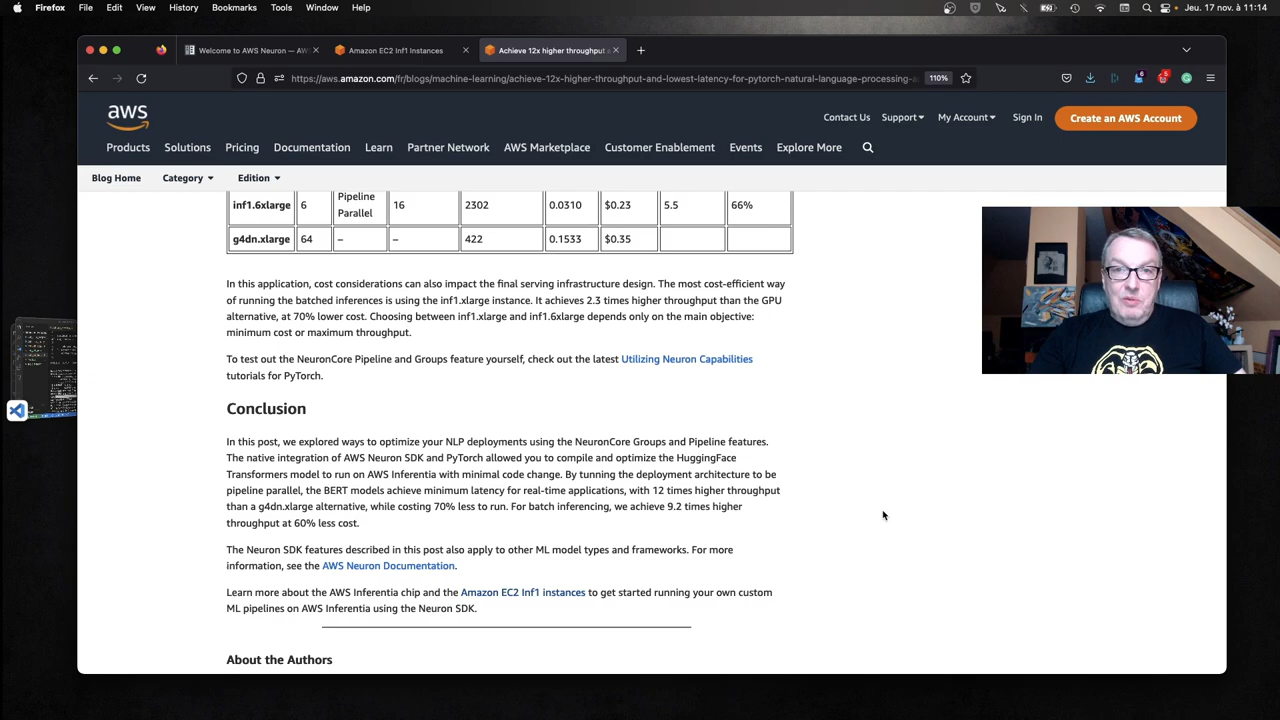 Firefox File Edit View History Bookmarks Tools Window Help
Jeu. 17 nov. à 11:14
Welcome to AWS Neuron — AW
Amazon EC2 Inf1 Instances
Achieve 12x higher throughput
https://aws.amazon.com/fr/blogs/machine-learning/achieve-12x-higher-throughput-and-lowest-latency-for-pytorch-natural-language-processing-a
110%
6
5
aws
Contact Us Support My Account Sign In Create an AWS Account
Products Solutions Pricing Documentation Learn Partner Network AWS Marketplace Customer Enablement Events Explore More
Blog Home Category Edition
inf1.6xlarge 6 Pipeline Parallel 16 2302 0.0310 $0.23 5.5 66%
g4dn.xlarge 64 – – 422 0.1533 $0.35
In this application, cost considerations can also impact the final serving infrastructure design. The most cost-efficient way
of running the batched inferences is using the inf1.xlarge instance. It achieves 2.3 times higher throughput than the GPU
alternative, at 70% lower cost. Choosing between inf1.xlarge and inf1.6xlarge depends only on the main objective:
minimum cost or maximum throughput.
To test out the NeuronCore Pipeline and Groups feature yourself, check out the latest Utilizing Neuron Capabilities
tutorials for PyTorch.
Conclusion
In this post, we explored ways to optimize your NLP deployments using the NeuronCore Groups and Pipeline features.
The native integration of AWS Neuron SDK and PyTorch allowed you to compile and optimize the HuggingFace
Transformers model to run on AWS Inferentia with minimal code change. By tunning the deployment architecture to be
pipeline parallel, the BERT models achieve minimum latency for real-time applications, with 12 times higher throughput
than a g4dn.xlarge alternative, while costing 70% less to run. For batch inferencing, we achieve 9.2 times higher
throughput at 60% less cost.
The Neuron SDK features described in this post also apply to other ML model types and frameworks. For more
information, see the AWS Neuron Documentation.
Learn more about the AWS Inferentia chip and the Amazon EC2 Inf1 instances to get started running your own custom
ML pipelines on AWS Inferentia using the Neuron SDK.
About the Authors